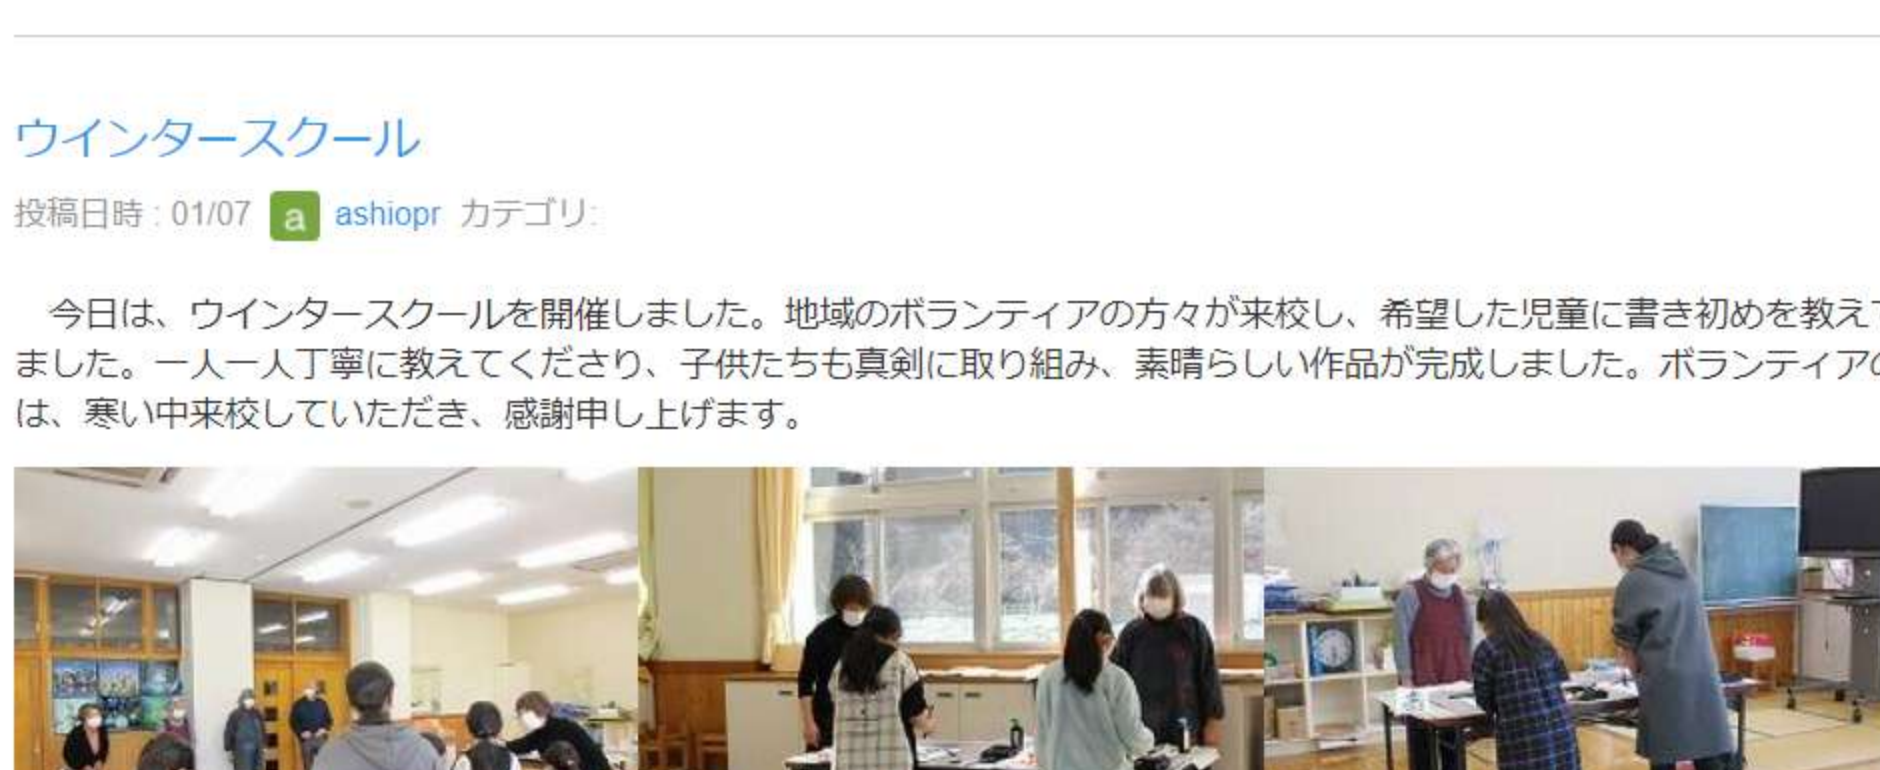 ウインタースクール
投稿日時 : 01/07 a ashiopr カテゴリ:
今日は、ウインタースクールを開催しました。地域のボランティアの方々が来校し、希望した児童に書き初めを教えて
ました。一人一人丁寧に教えてくださり、子供たちも真剣に取り組み、素晴らしい作品が完成しました。ボランティアの
は、寒い中来校していただき、感謝申し上げます。